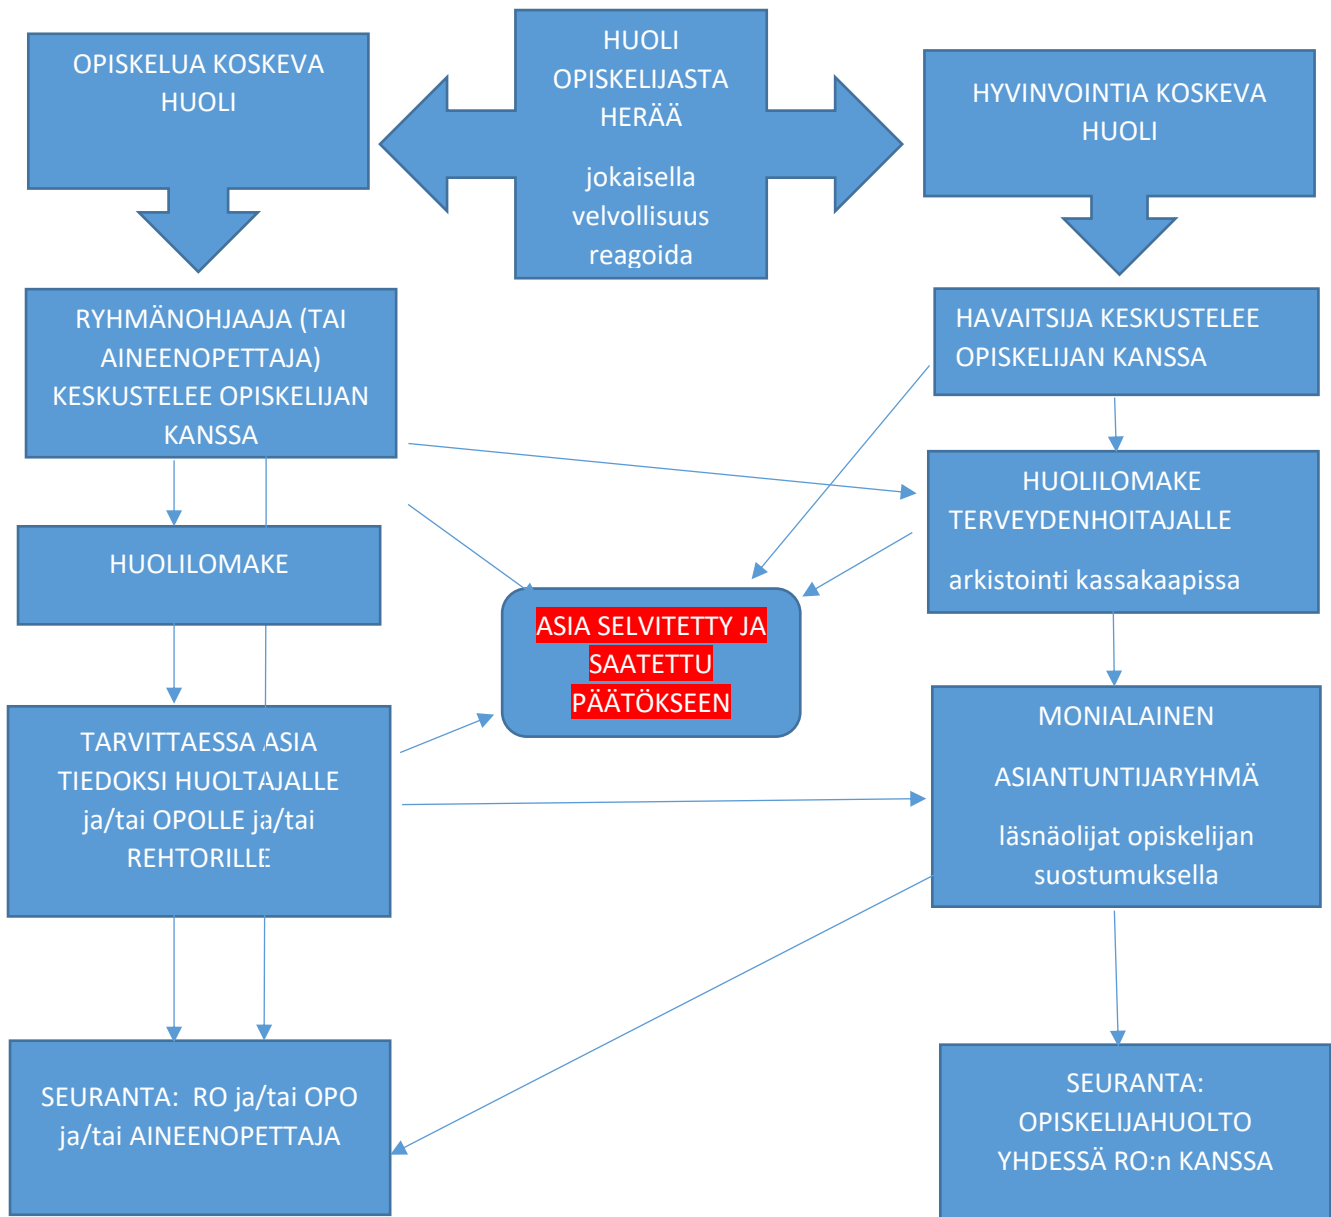 OPISKELUA KOSKEVA
HUOLI
HUOLI
OPISKELIJASTA
HERÄÄ
jokaisella
velvollisuus
reagoida
HYVINVOINTIA KOSKEVA
HUOLI
RYHMÄNOHJAAJA (TAI
AINEENOPETTAJA)
KESKUSTELEE OPISKELIJAN
KANSSA
HAVAITSIJA KESKUSTELEE
OPISKELIJAN KANSSA
HUOLILOMAKE
HUOLILOMAKE
TERVEYDENHOITAJALLE
arkistointi kassakaapissa
ASIA SELVITETTY JA
SAATETTU
PÄÄTÖKSEEN
TARVITTAESSA ASIA
TIEDOKSI HUOLTAJALLE
ja/tai OPOLLE ja/tai
REHTORILLE
MONIALAINEN
ASIANTUNTIJARYHMÄ
läsnäolijat opiskelijan
suostumuksella
SEURANTA:  RO ja/tai OPO
ja/tai AINEENOPETTAJA
SEURANTA:
OPISKELIJAHUOLTO
YHDESSÄ RO:n KANSSA